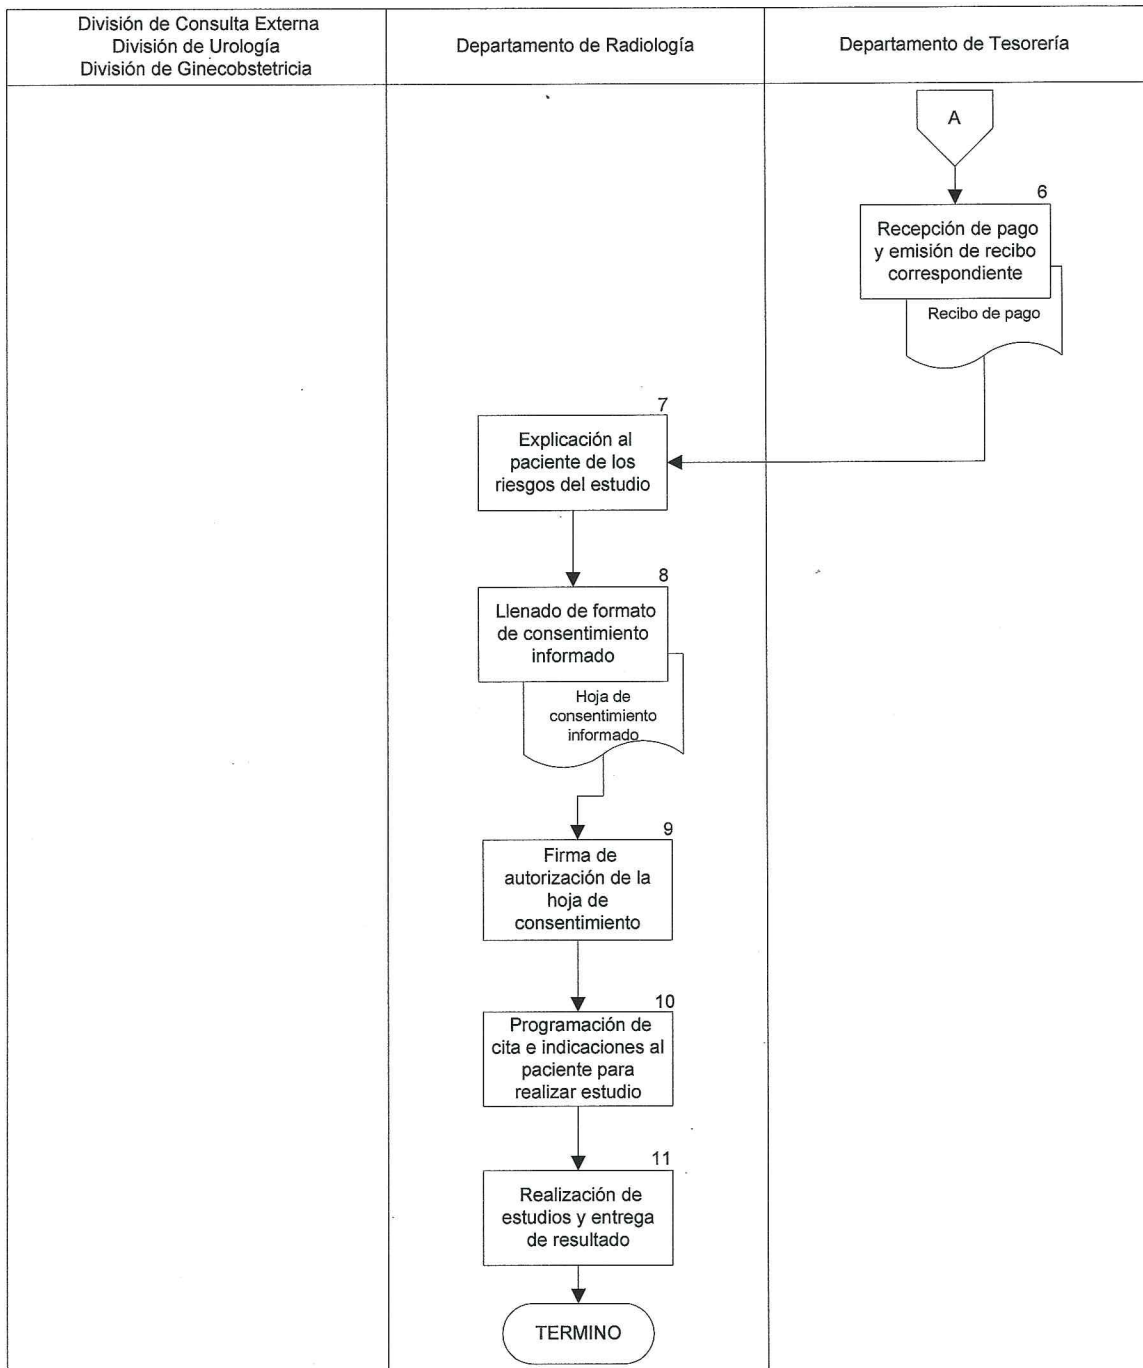 División de Consulta Externa
División de Urología
División de Ginecobstetricia
Departamento de Radiología
Departamento de Tesorería
A
6
Recepción de pago
y emisión de recibo
correspondiente
Recibo de pago
7
Explicación al
paciente de los
riesgos del estudio
8
Llenado de formato
de consentimiento
informado
Hoja de
consentimiento
informado
9
Firma de
autorización de la
hoja de
consentimiento
10
Programación de
cita e indicaciones al
paciente para
realizar estudio
11
Realización de
estudios y entrega
de resultado
TERMINO